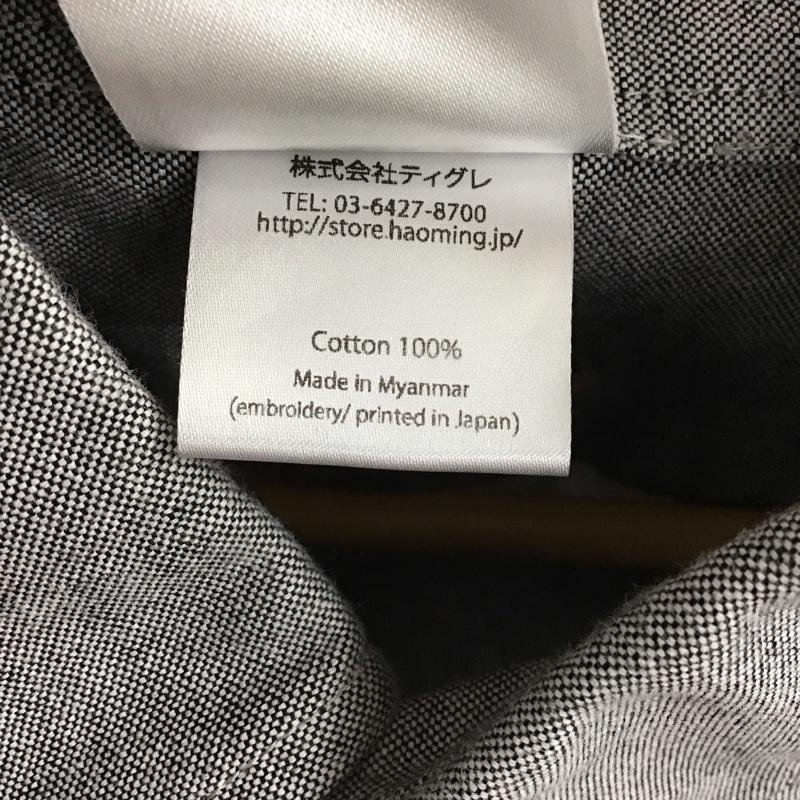 株式会社ティグレ
TEL: 03-6427-8700
http://store.haoming.jp/
Cotton 100%
Made in Myanmar
(embroidery/ printed in Japan)